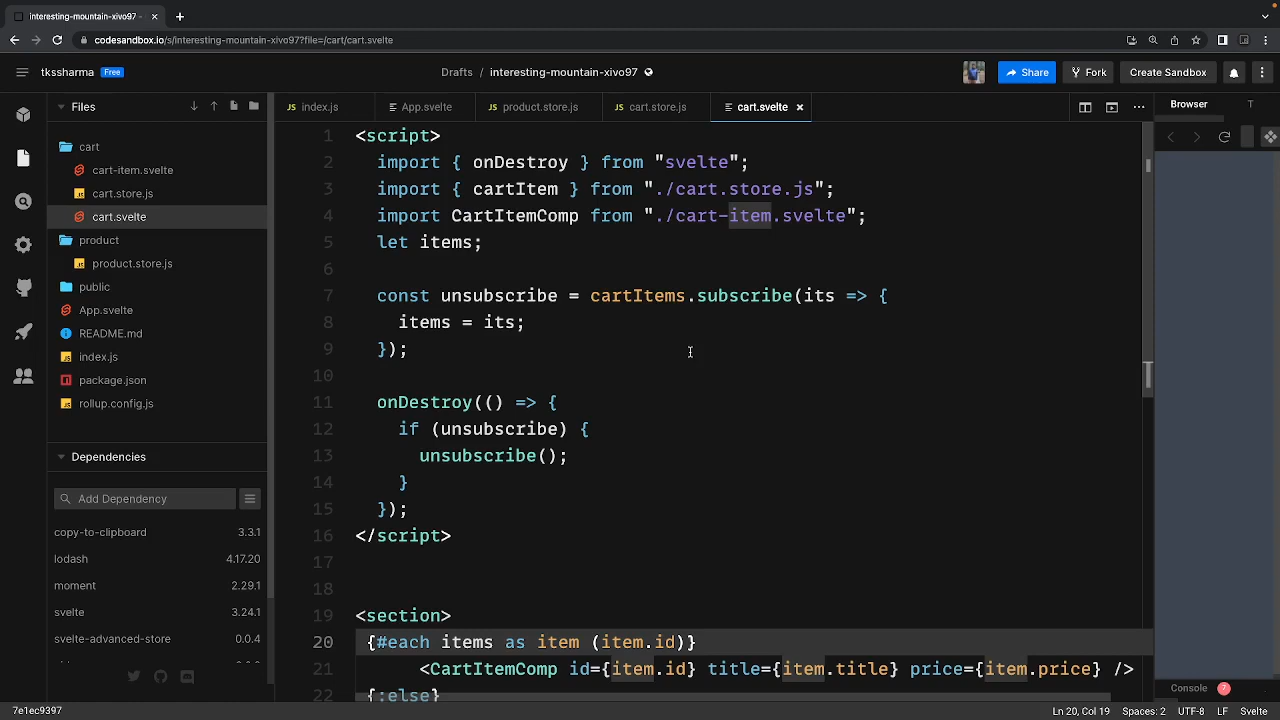 interesting-mountain-xivo97 -
codesandbox.io/s/interesting-mountain-xivo97?file=/cart/cart.svelte
tkssharma Free
Drafts / interesting-mountain-xivo97
Share
Fork
Create Sandbox
Files
cart
cart-item.svelte
cart.store.js
cart.svelte
product
product.store.js
public
App.svelte
README.md
index.js
package.json
rollup.config.js
Dependencies
Add Dependency
copy-to-clipboard 3.3.1
lodash 4.17.20
moment 2.29.1
svelte 3.24.1
svelte-advanced-store 0.0.4
JS index.js
App.svelte
JS product.store.js
JS cart.store.js
cart.svelte
1 <script>
2 import { onDestroy } from "svelte";
3 import { cartItem } from "./cart.store.js";
4 import CartItemComp from "./cart-item.svelte";
5 let items;
6
7 const unsubscribe = cartItems.subscribe(its => {
8 items = its;
9 });
10
11 onDestroy(() => {
12 if (unsubscribe) {
13 unsubscribe();
14 }
15 });
16 </script>
17
18
19 <section>
20 {#each items as item (item.id)}
21 <CartItemComp id={item.id} title={item.title} price={item.price} />
22 {:else}
Browser
T
Console 7
7e1ec9397
Ln 20, Col 19
Spaces: 2
UTF-8
LF
Svelte